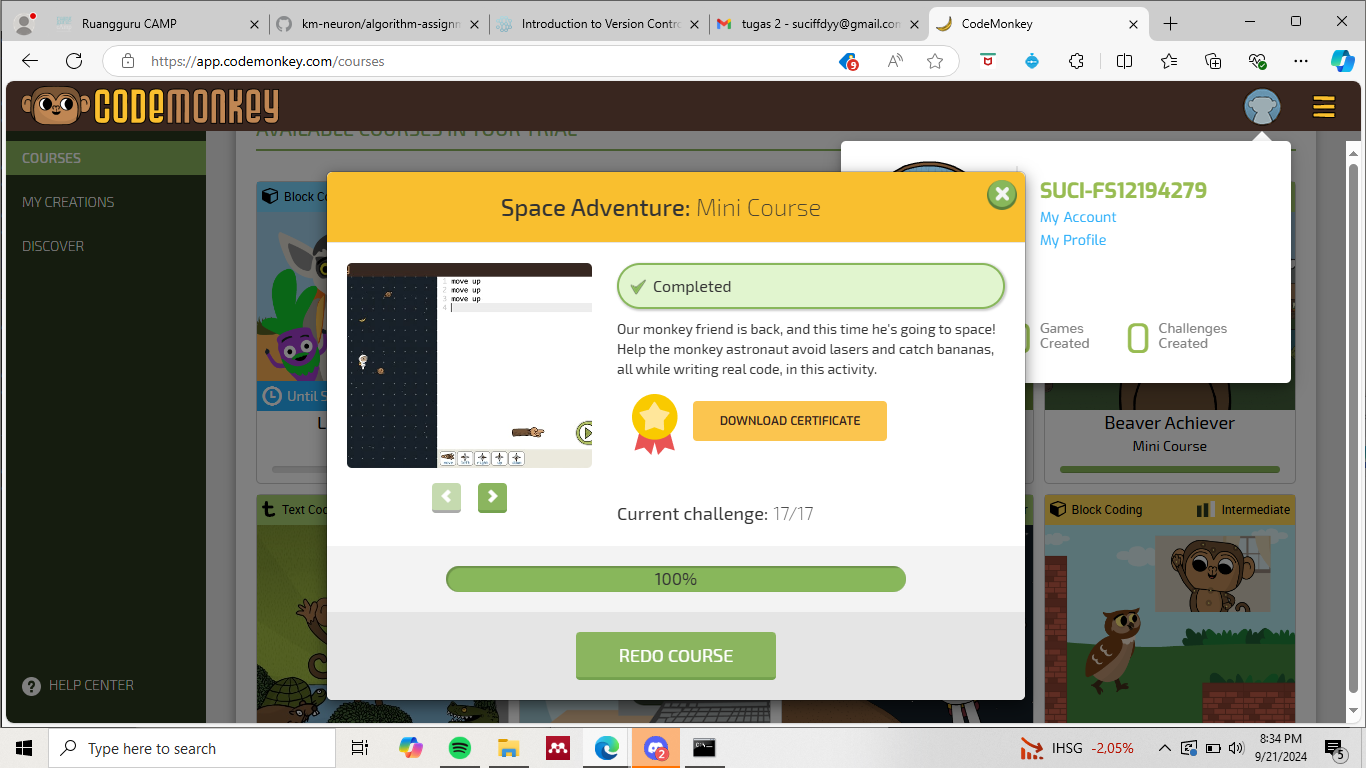 Ruangguru CAMP
km-neuron/algorithm-assignm
Introduction to Version Contro
tugas 2 - suciffdyy@gmail.con
CodeMonkey
https://app.codemonkey.com/courses
9
CODEMONKEY
AVAILABLE COURSES IN YOUR TRIAL
COURSES
MY CREATIONS
DISCOVER
HELP CENTER
SUCI-FS12194279
My Account
My Profile
Games
Created
0
Challenges
Created
Block Co
Until S
L
Space Adventure: Mini Course
1 move up
2 move up
3 move up
4
Completed
Our monkey friend is back, and this time he's going to space!
Help the monkey astronaut avoid lasers and catch bananas,
all while writing real code, in this activity.
DOWNLOAD CERTIFICATE
Current challenge: 17/17
100%
REDO COURSE
Beaver Achiever
Mini Course
Text Cod
Block Coding
Intermediate
Type here to search
2
IHSG -2,05%
8:34 PM
9/21/2024
5